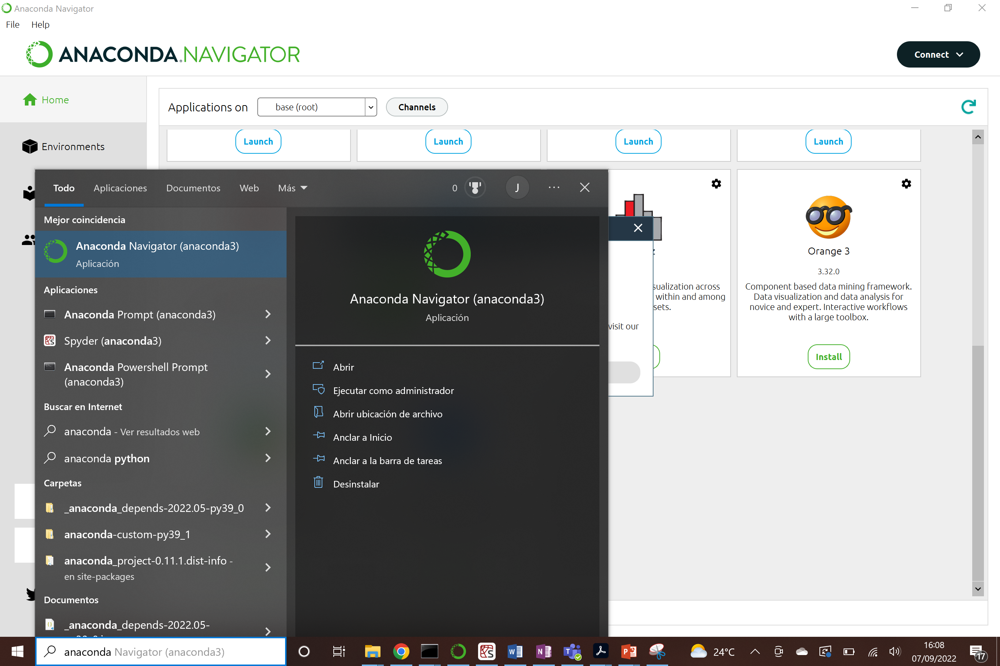 Anaconda Navigator
File Help
ANACONDA.NAVIGATOR
Connect
Home
Environments
Applications on base (root) Channels
Launch Launch Launch Launch
Todo Aplicaciones Documentos Web Más 0 J
Mejor coincidencia
Anaconda Navigator (anaconda3)
Aplicación
Aplicaciones
Anaconda Prompt (anaconda3)
Spyder (anaconda3)
Anaconda Powershell Prompt
(anaconda3)
Buscar en Internet
anaconda - Ver resultados web
anaconda python
Carpetas
_anaconda_depends-2022.05-py39_0
anaconda-custom-py39_1
anaconda_project-0.11.1.dist-info -
en site-packages
Documentos
_anaconda_depends-2022.05-
Anaconda Navigator (anaconda3)
Aplicación
Abrir
Ejecutar como administrador
Abrir ubicación de archivo
Anclar a Inicio
Anclar a la barra de tareas
Desinstalar
within and among
visit our
Orange 3
3.32.0
Component based data mining framework.
Data visualization and data analysis for
novice and expert. Interactive workflows
with a large toolbox.
Install
anaconda Navigator (anaconda3)
24°C
16:08
07/09/2022
17